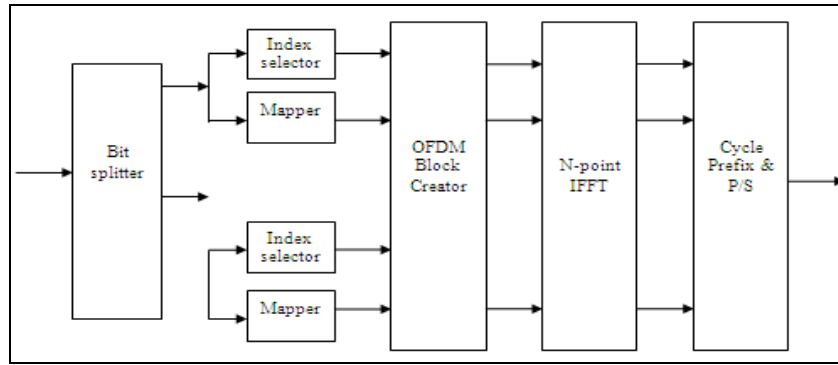 Bit
splitter
Index
selector
Mapper
Index
selector
Mapper
OFDM
Block
Creator
N-point
IFFT
Cycle
Prefix &
P/S